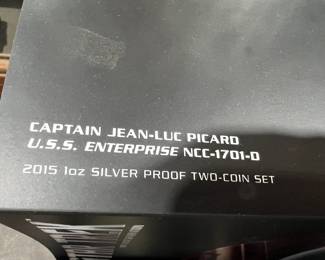 CAPTAIN JEAN-LUC PICARD
U.S.S. ENTERPRISE NCC-1701-D
2015 1oz SILVER PROOF TWO-COIN SET